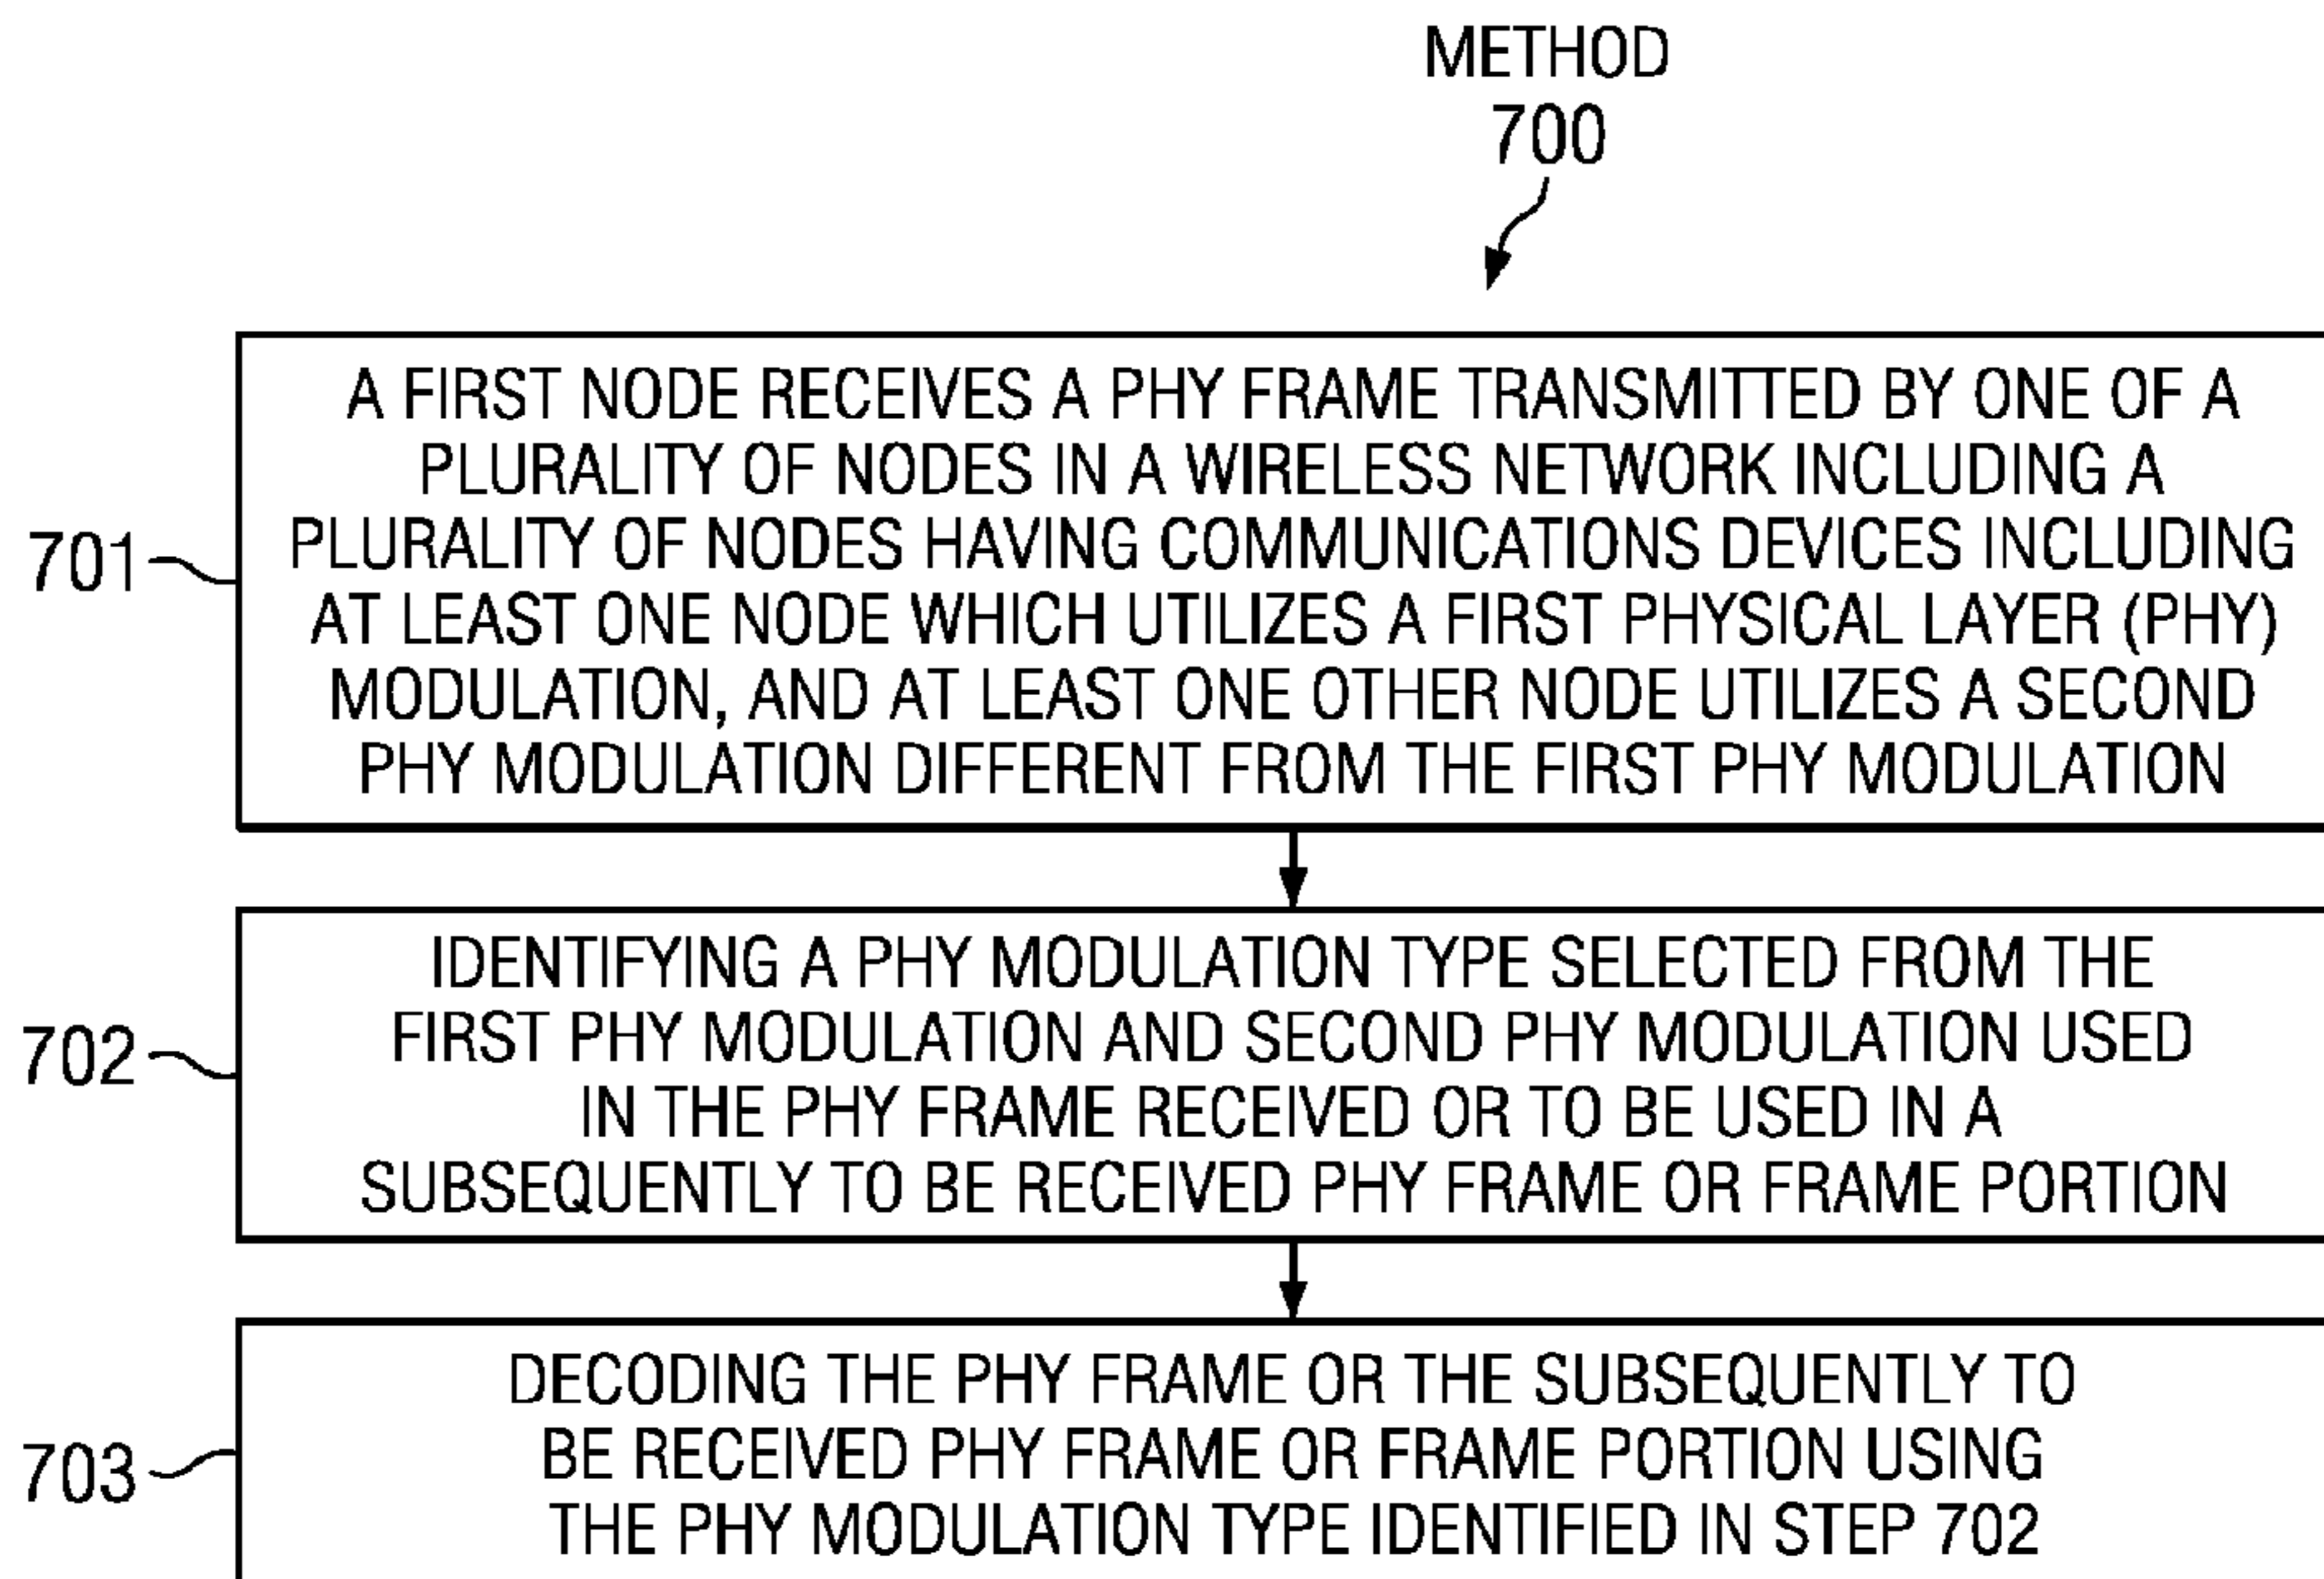 METHOD
700
A FIRST NODE RECEIVES A PHY FRAME TRANSMITTED BY ONE OF A
PLURALITY OF NODES IN A WIRELESS NETWORK INCLUDING A
PLURALITY OF NODES HAVING COMMUNICATIONS DEVICES INCLUDING
701
AT LEAST ONE NODE WHICH UTILIZES A FIRST PHYSICAL LAYER (PHY)
MODULATION, AND AT LEAST ONE OTHER NODE UTILIZES A SECOND
PHY MODULATION DIFFERENT FROM THE FIRST PHY MODULATION
IDENTIFYING A PHY MODULATION TYPE SELECTED FROM THE
FIRST PHY MODULATION AND SECOND PHY MODULATION USED
702
IN THE PHY FRAME RECEIVED OR TO BE USED IN A
SUBSEQUENTLY TO BE RECEIVED PHY FRAME OR FRAME PORTION
DECODING THE PHY FRAME OR THE SUBSEQUENTLY TO
BE RECEIVED PHY FRAME OR FRAME PORTION USING
703
THE PHY MODULATION TYPE IDENTIFIED IN STEP 702